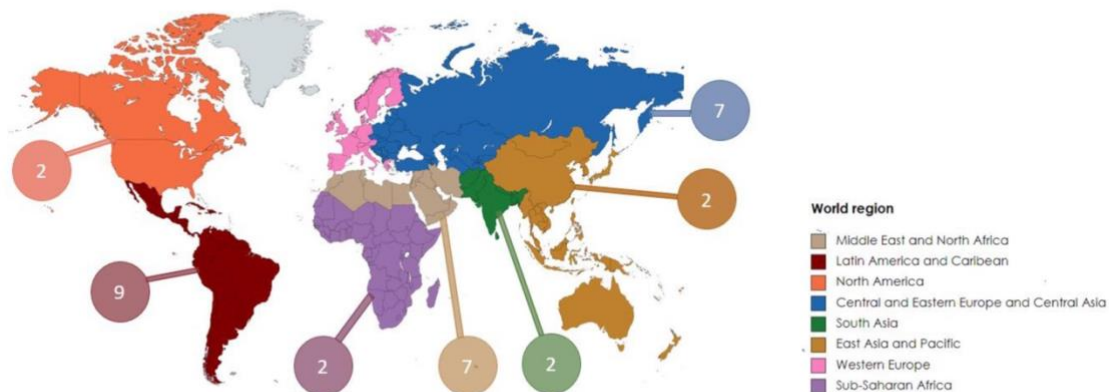 7
2
2
9
2
7
2
World region
Middle East and North Africa
Latin America and Caribean
North America
Central and Eastern Europe and Central Asia
South Asia
East Asia and Pacific
Western Europe
Sub-Saharan Africa